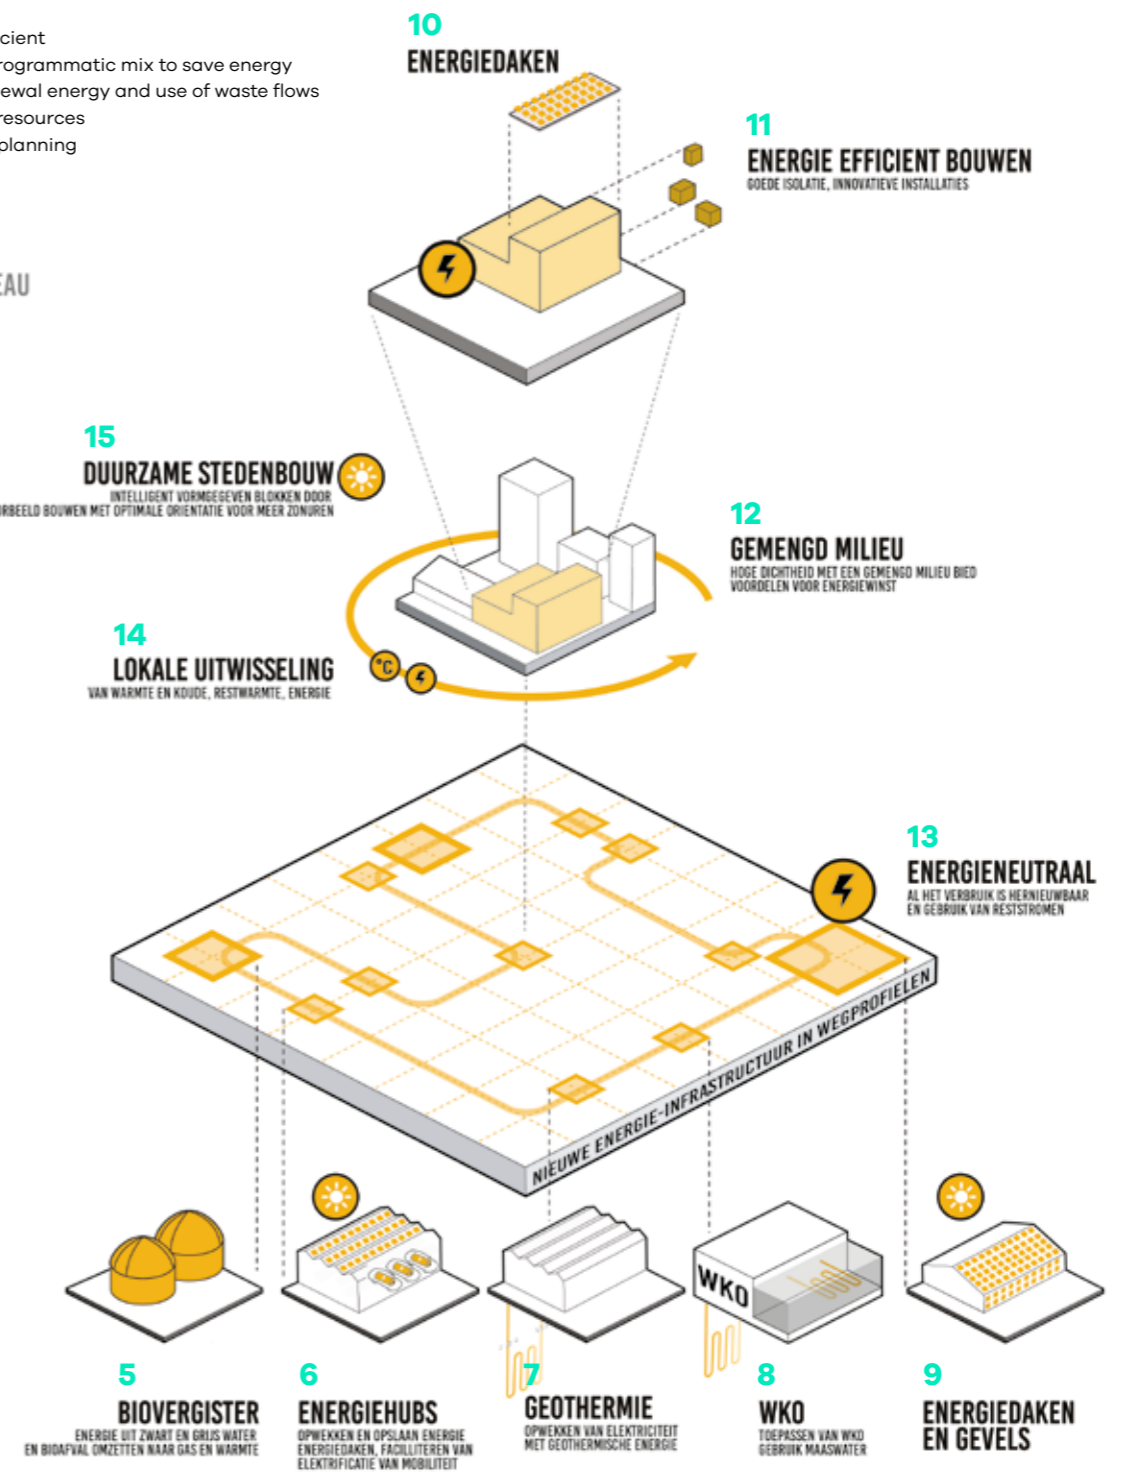 cient
rogrammatic mix to save energy
ewal energy and use of waste flows
resources
planning
EAU
10
ENERGIEDAKEN
11
ENERGIE EFFICIENT BOUWEN
GOEDE ISOLATIE, INNOVATIEVE INSTALLATIES
15
DUURZAME STEDENBOUW
INTELLIGENT VORMGEGEVEN BLOKKEN DOOR
ORBEELD BOUWEN MET OPTIMALE ORIENTATIE VOOR MEER ZONUREN
12
GEMENGD MILIEU
HOGE DICHTHEID MET EEN GEMENGD MILIEU BIED
VOORDELEN VOOR ENERGIEWINST
14
LOKALE UITWISSELING
VAN WARMTE EN KOUDE, RESTWARMTE, ENERGIE
°C
13
ENERGIENEUTRAAL
AL HET VERBRUIK IS HERNIEUWBAAR
EN GEBRUIK VAN RESTSTROMEN
NIEUWE ENERGIE-INFRASTRUCTUUR IN WEGPROFIELEN
WKO
5
BIOVERGISTER
ENERGIE UIT ZWART EN GRIJS WATER
EN BIOAFVAL OMZETTEN NAAR GAS EN WARMTE
6
ENERGIEHUBS
OPWEKKEN EN OPSLAAN ENERGIE
ENERGIEDAKEN, FACILLITEREN VAN
ELEKTRIFICATIE VAN MOBILITEIT
7
GEOTHERMIE
OPWEKKEN VAN ELEKTRICITEIT
MET GEOTHERMISCHE ENERGIE
8
WKO
TOEPASSEN VAN WKO
GEBRUIK MAASWATER
9
ENERGIEDAKEN
EN GEVELS